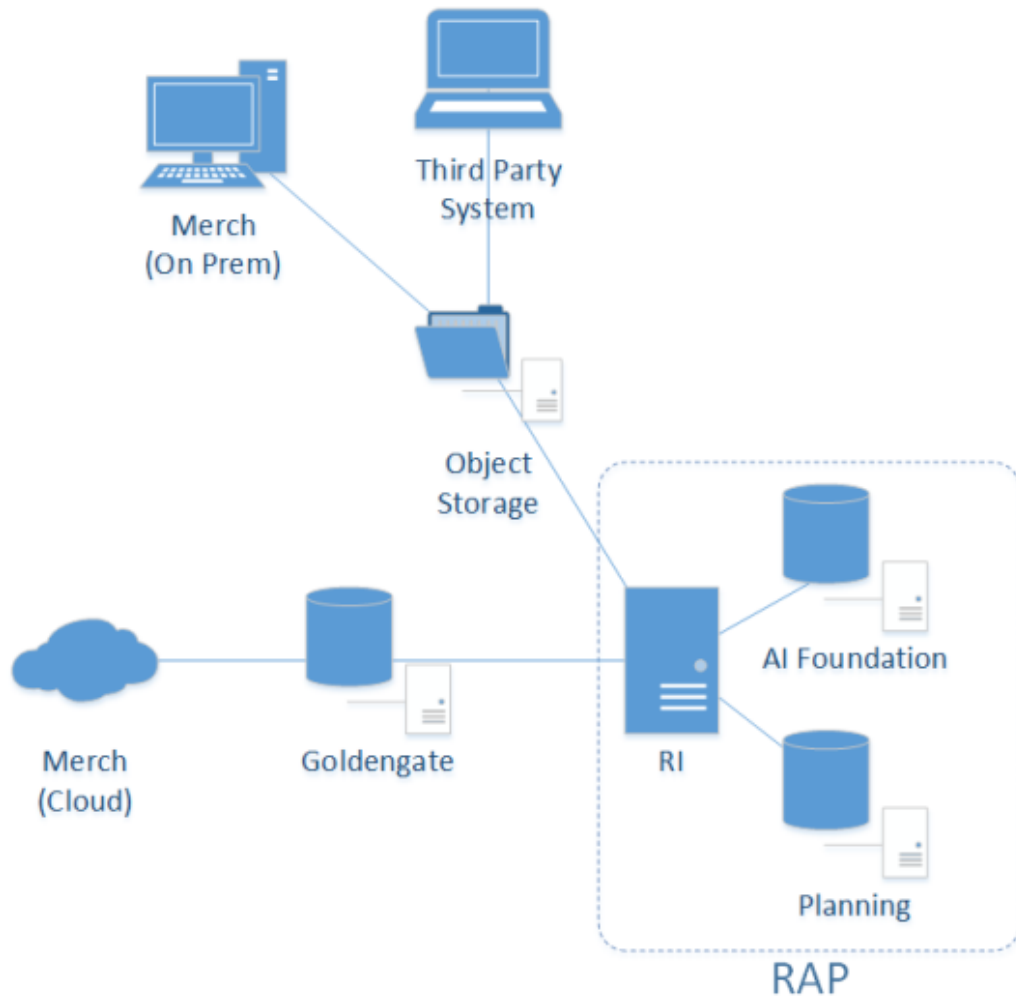 Third Party
System
Merch
(On Prem)
Object
Storage
AI Foundation
Merch
(Cloud)
Goldengate
RI
Planning
RAP